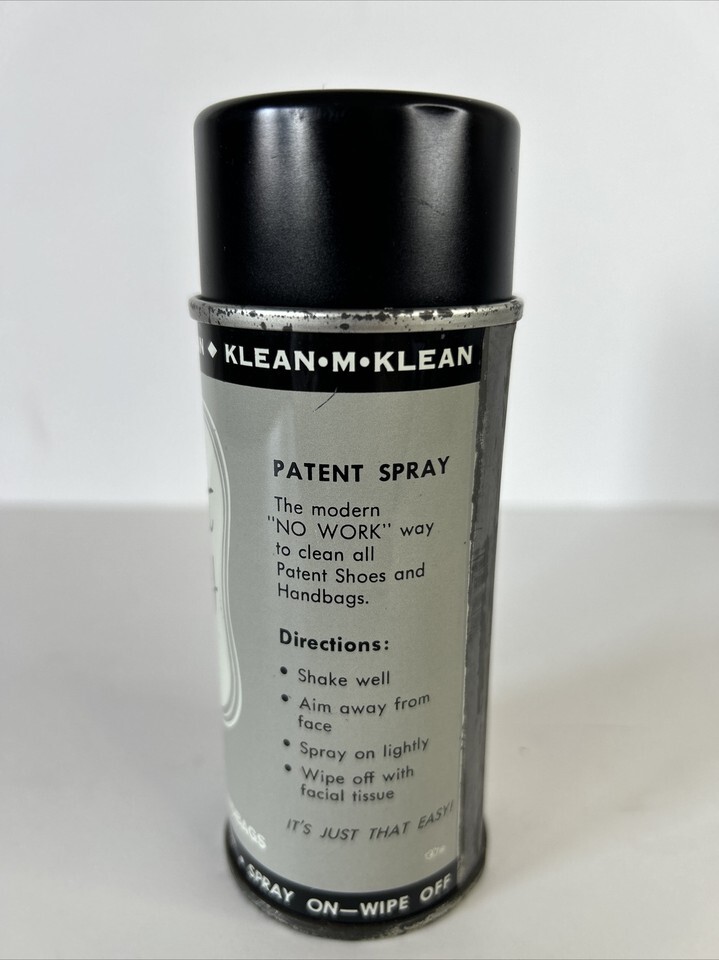 N ♦ KLEAN•M•KLEAN
PATENT SPRAY
The modern
"NO WORK" way
to clean all
Patent Shoes and
Handbags.
Directions:
• Shake well
• Aim away from
face
• Spray on lightly
• Wipe off with
facial tissue
IT'S JUST THAT EASY!
• SPRAY ON—WIPE OFF